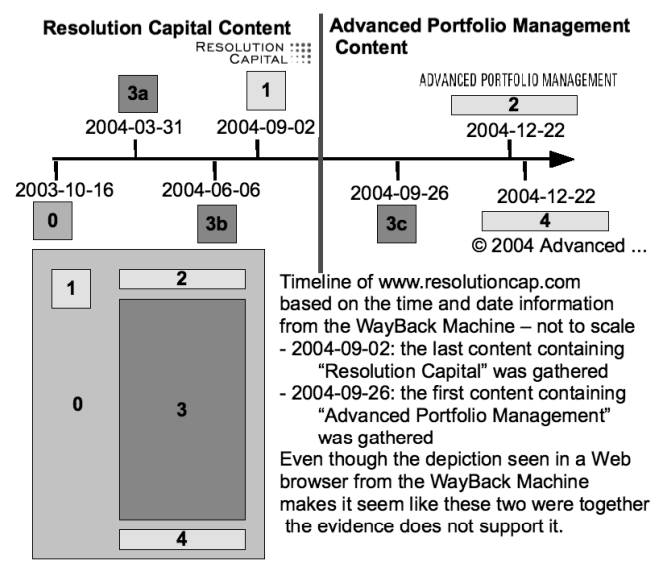 Resolution Capital Content
Advanced Portfolio Management
Content
RESOLUTION
CAPITAL
ADVANCED PORTFOLIO MANAGEMENT
3a
1
2
2004-03-31
2004-09-02
2004-12-22
2003-10-16
2004-06-06
2004-09-26
2004-12-22
0
3b
3c
4
© 2004 Advanced ...
1
2
0
3
4
Timeline of www.resolutioncap.com
based on the time and date information
from the WayBack Machine – not to scale
- 2004-09-02: the last content containing
“Resolution Capital” was gathered
- 2004-09-26: the first content containing
“Advanced Portfolio Management”
was gathered
Even though the depiction seen in a Web
browser from the WayBack Machine
makes it seem like these two were together
the evidence does not support it.